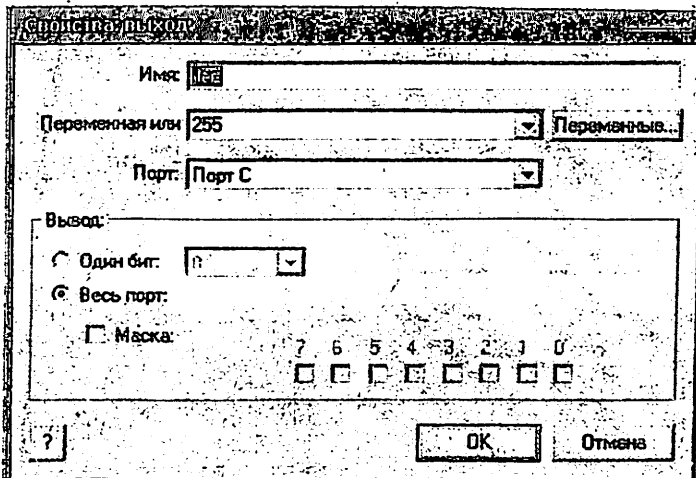 Свойства: выход
Имя:
Переменная или 255 Переменные...
Порт: Порт C
Вывод:
Один бит: 0
Весь порт:
Маска:
7 6 5 4 3 2 1 0
? OK Отмена